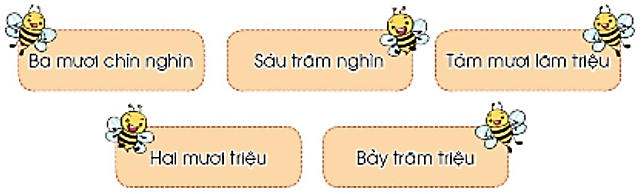 Ba mươi chín nghìn
Sáu trăm nghìn
Tám mươi lăm triệu
Hai mươi triệu
Bảy trăm triệu